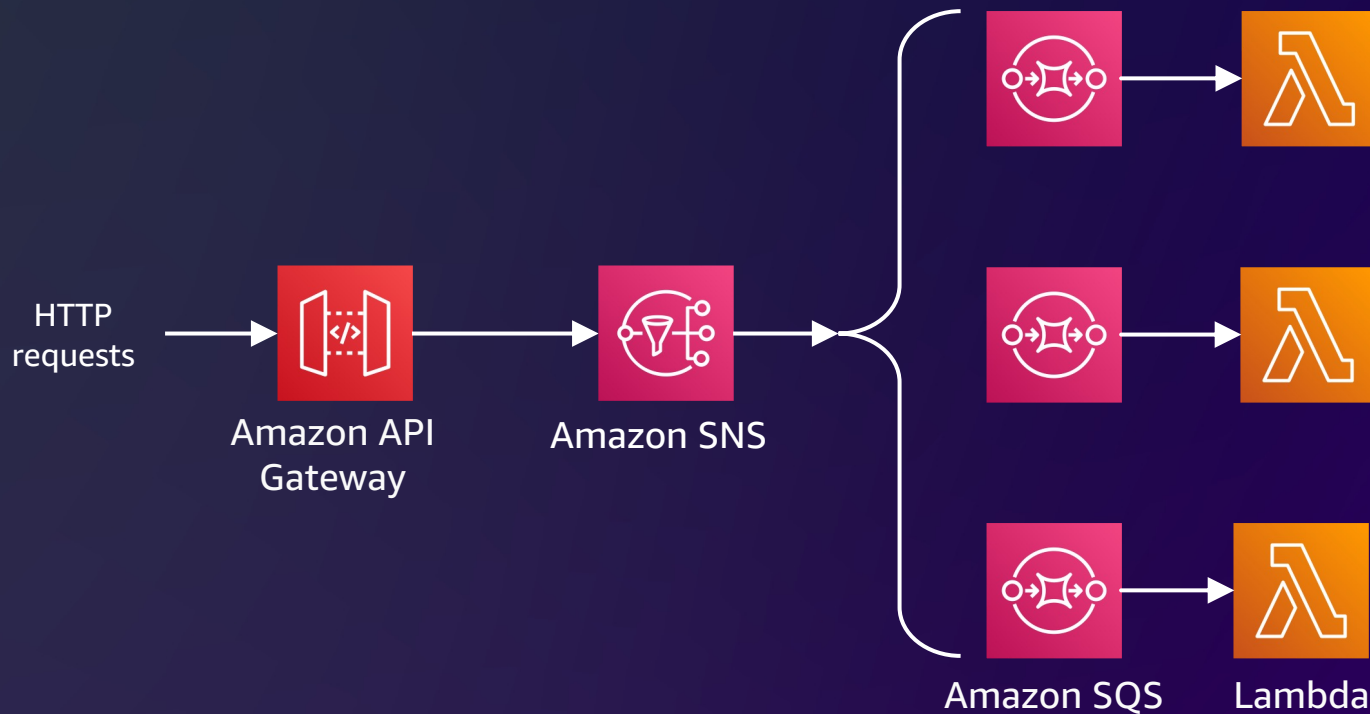 HTTP
requests
Amazon API
Gateway
Amazon SNS
Amazon SQS
Lambda